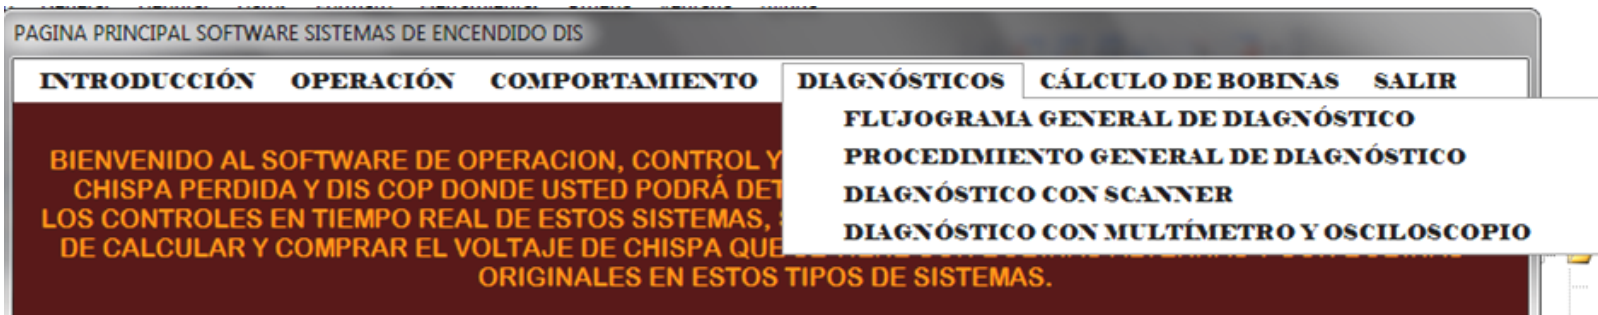 PAGINA PRINCIPAL SOFTWARE SISTEMAS DE ENCENDIDO DIS
INTRODUCCIÓN OPERACIÓN COMPORTAMIENTO DIAGNÓSTICOS CÁLCULO DE BOBINAS SALIR
FLUJOGRAMA GENERAL DE DIAGNÓSTICO
PROCEDIMIENTO GENERAL DE DIAGNÓSTICO
DIAGNÓSTICO CON SCANNER
DIAGNÓSTICO CON MULTÍMETRO Y OSCILOSCOPIO
BIENVENIDO AL SOFTWARE DE OPERACION, CONTROL Y
CHISPA PERDIDA Y DIS COP DONDE USTED PODRÁ DET
LOS CONTROLES EN TIEMPO REAL DE ESTOS SISTEMAS,
DE CALCULAR Y COMPRAR EL VOLTAJE DE CHISPA QUE
ORIGINALES EN ESTOS TIPOS DE SISTEMAS.